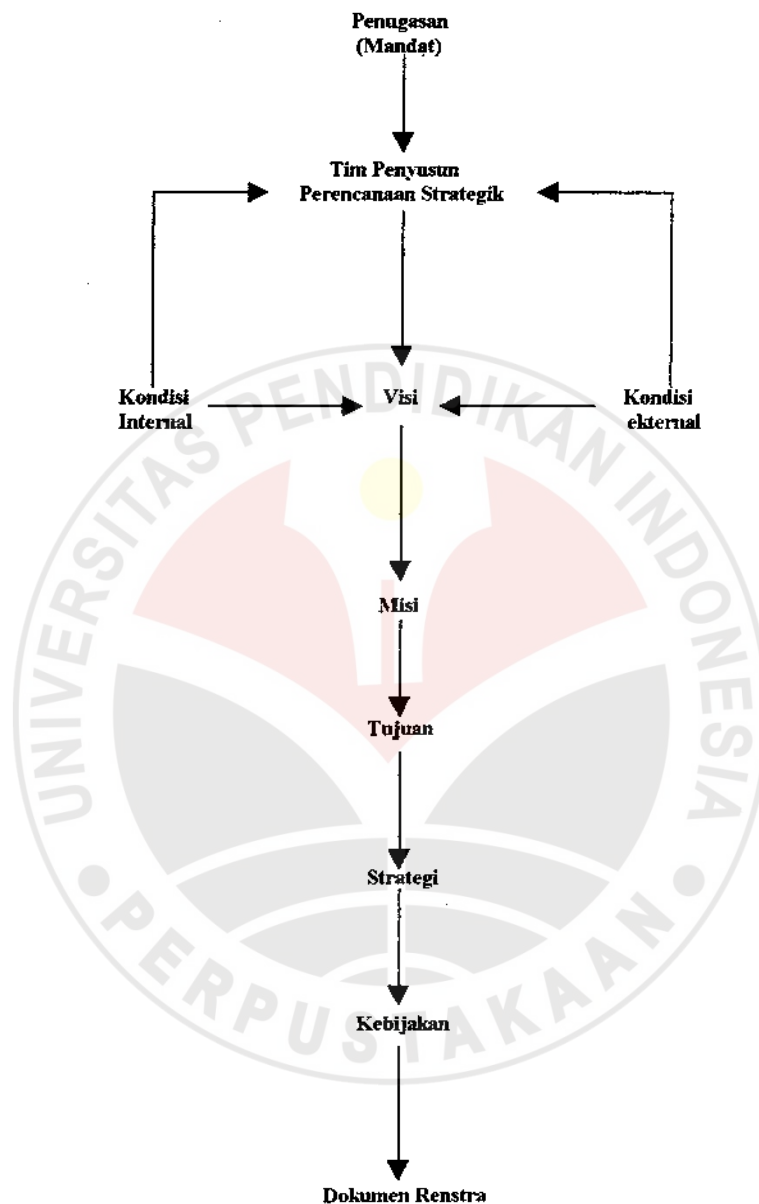 Penugasan
(Mandat)
Tim Penyusun
Perencanaan Strategik
Kondisi
Internal
Visi
Kondisi
ekternal
Misi
Tujuan
Strategi
Kebijakan
Dokumen Renstra
UNIVERSITAS PENDIDIKAN INDONESIA
PERPUSTAKAAN